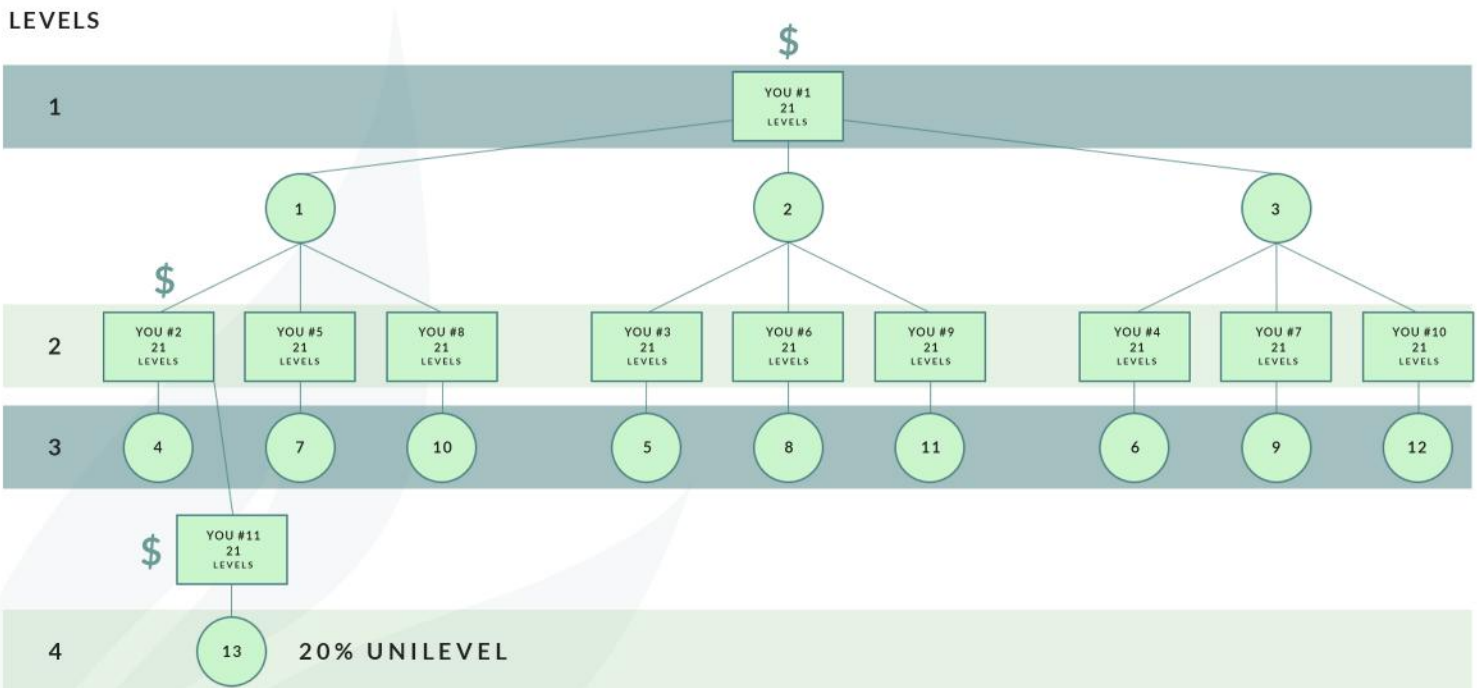 LEVELS
$
1
YOU #1
21
LEVELS
1
2
3
$
2
YOU #2
21
LEVELS
YOU #5
21
LEVELS
YOU #8
21
LEVELS
YOU #3
21
LEVELS
YOU #6
21
LEVELS
YOU #9
21
LEVELS
YOU #4
21
LEVELS
YOU #7
21
LEVELS
YOU #10
21
LEVELS
3
4
7
10
5
8
11
6
9
12
$
YOU #11
21
LEVELS
4
13
20% UNILEVEL